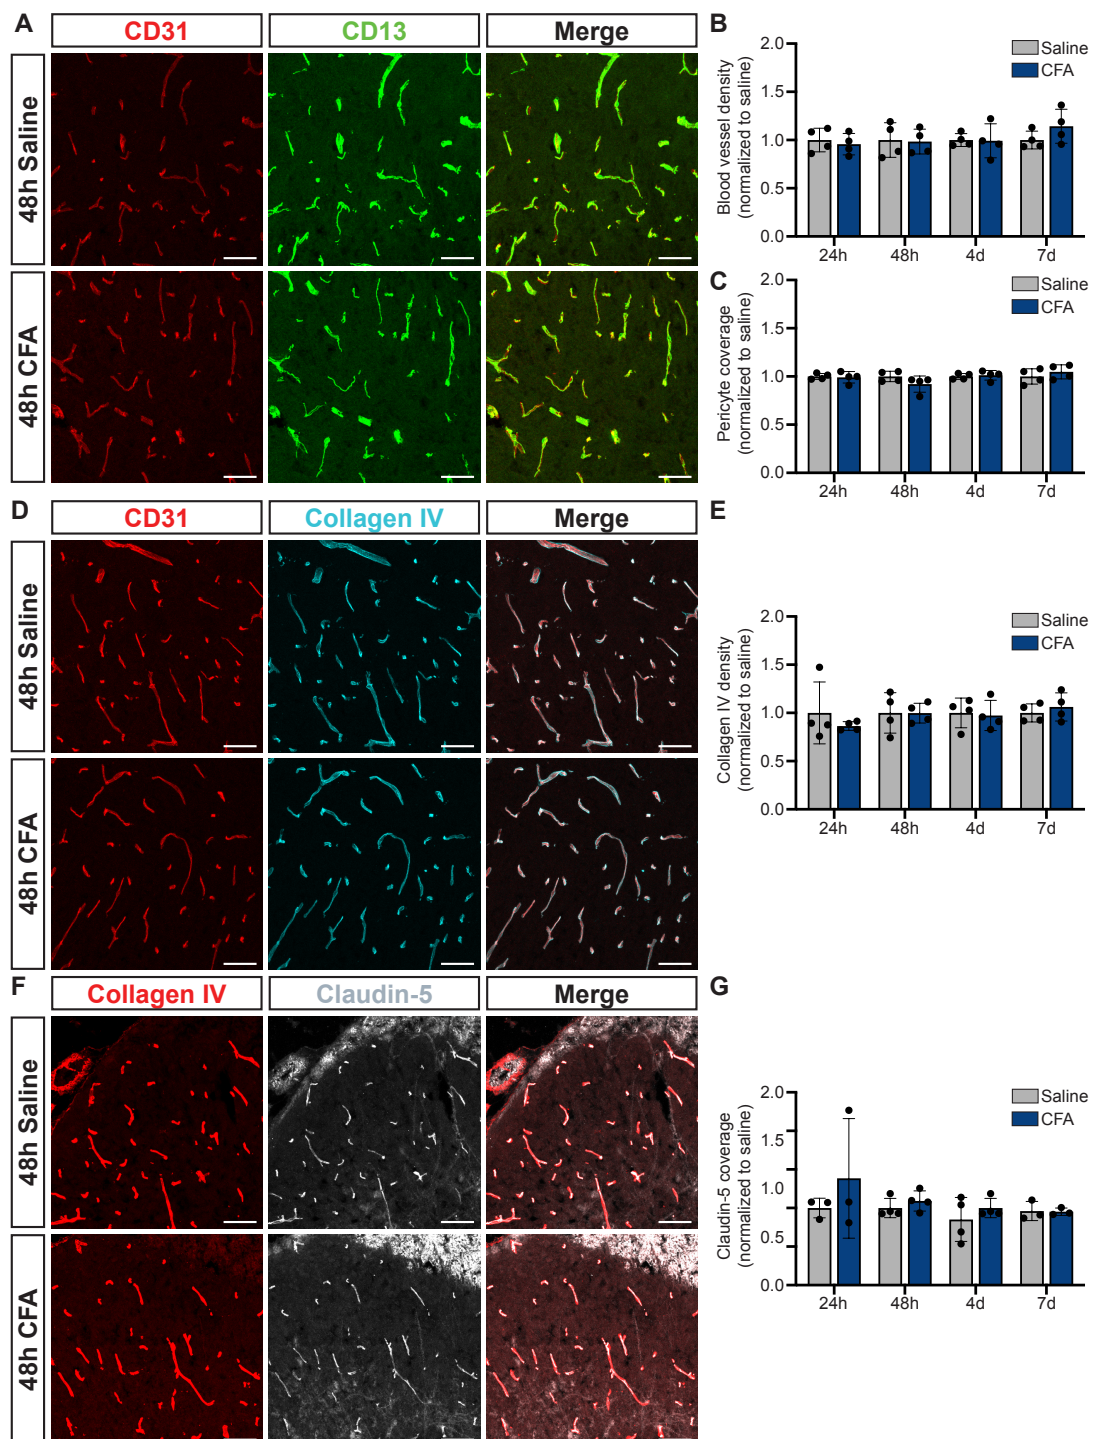 A
CD31
CD13
Merge
48h Saline
48h CFA
B
Blood vessel density
(normalized to saline)
2.0
1.5
1.0
0.5
0.0
24h
48h
4d
7d
Saline
CFA
C
Pericyte coverage
(normalized to saline)
2.0
1.5
1.0
0.5
0.0
24h
48h
4d
7d
Saline
CFA
D
CD31
Collagen IV
Merge
48h Saline
48h CFA
E
Collagen IV density
(normalized to saline)
2.0
1.5
1.0
0.5
0.0
24h
48h
4d
7d
Saline
CFA
F
Collagen IV
Claudin-5
Merge
48h Saline
48h CFA
G
Claudin-5 coverage
(normalized to saline)
2.0
1.5
1.0
0.5
0.0
24h
48h
4d
7d
Saline
CFA